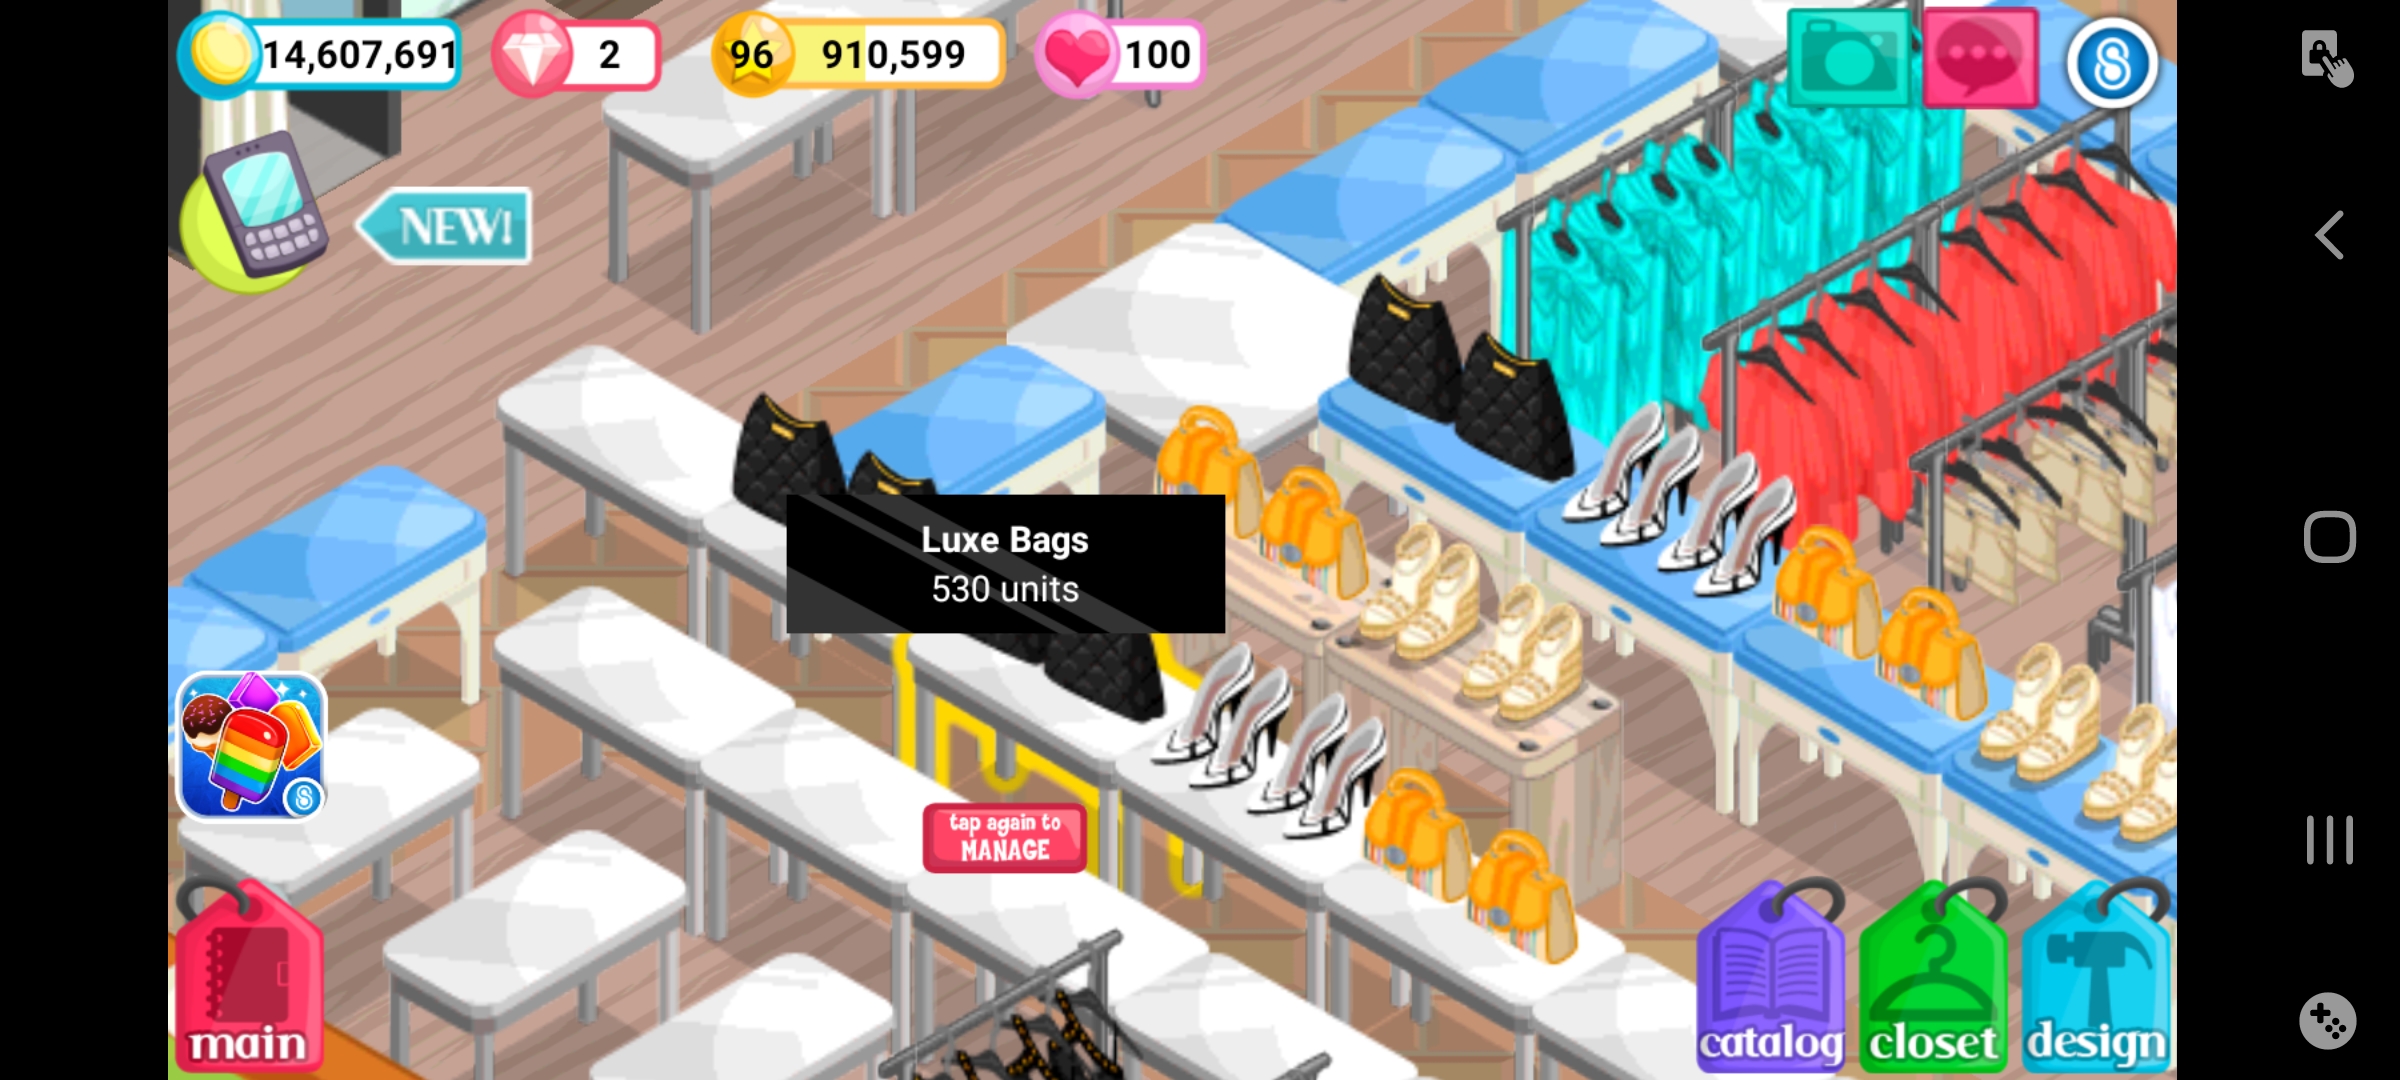 14,607,691
2
96
910,599
100
NEW!
Luxe Bags
530 units
tap again to
MANAGE
main
catalog
closet
design